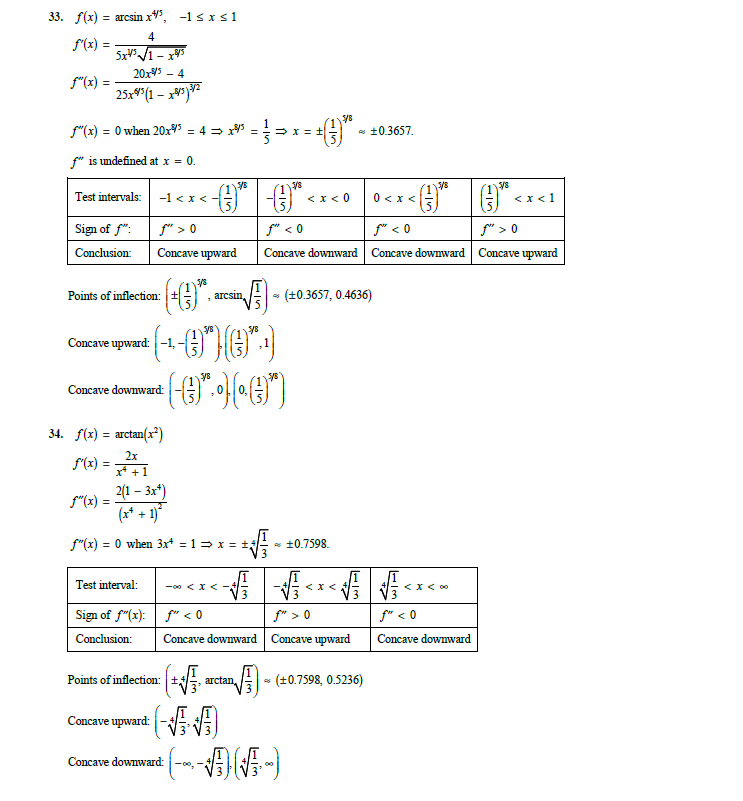 33. f(x) = arcsin x^(4/5), −1 ≤ x ≤ 1
f′(x) = 4 / (5x^(1/5)√(1 − x^(8/5)))
f″(x) = (20x^(8/5) − 4) / (25x^(6/5)(1 − x^(8/5))^(3/2))
f″(x) = 0 when 20x^(8/5) = 4 ⇒ x^(8/5) = 1/5 ⇒ x = ±(1/5)^(5/8) ≈ ±0.3657.
f″ is undefined at x = 0.
Test intervals: −1 < x < −(1/5)^(5/8) −(1/5)^(5/8) < x < 0 0 < x < (1/5)^(5/8) (1/5)^(5/8) < x < 1
Sign of f″: f″ > 0 f″ < 0 f″ < 0 f″ > 0
Conclusion: Concave upward Concave downward Concave downward Concave upward
Points of inflection: (±(1/5)^(5/8), arcsin√(1/5)) ≈ (±0.3657, 0.4636)
Concave upward: (−1, −(1/5)^(5/8)), ((1/5)^(5/8), 1)
Concave downward: (−(1/5)^(5/8), 0), (0, (1/5)^(5/8))
34. f(x) = arctan(x²)
f′(x) = 2x / (x⁴ + 1)
f″(x) = 2(1 − 3x⁴) / (x⁴ + 1)²
f″(x) = 0 when 3x⁴ = 1 ⇒ x = ±∜(1/3) ≈ ±0.7598.
Test interval: −∞ < x < −∜(1/3) −∜(1/3) < x < ∜(1/3) ∜(1/3) < x < ∞
Sign of f″(x): f″ < 0 f″ > 0 f″ < 0
Conclusion: Concave downward Concave upward Concave downward
Points of inflection: (±∜(1/3), arctan√(1/3)) ≈ (±0.7598, 0.5236)
Concave upward: (−∜(1/3), ∜(1/3))
Concave downward: (−∞, −∜(1/3)), (∜(1/3), ∞)